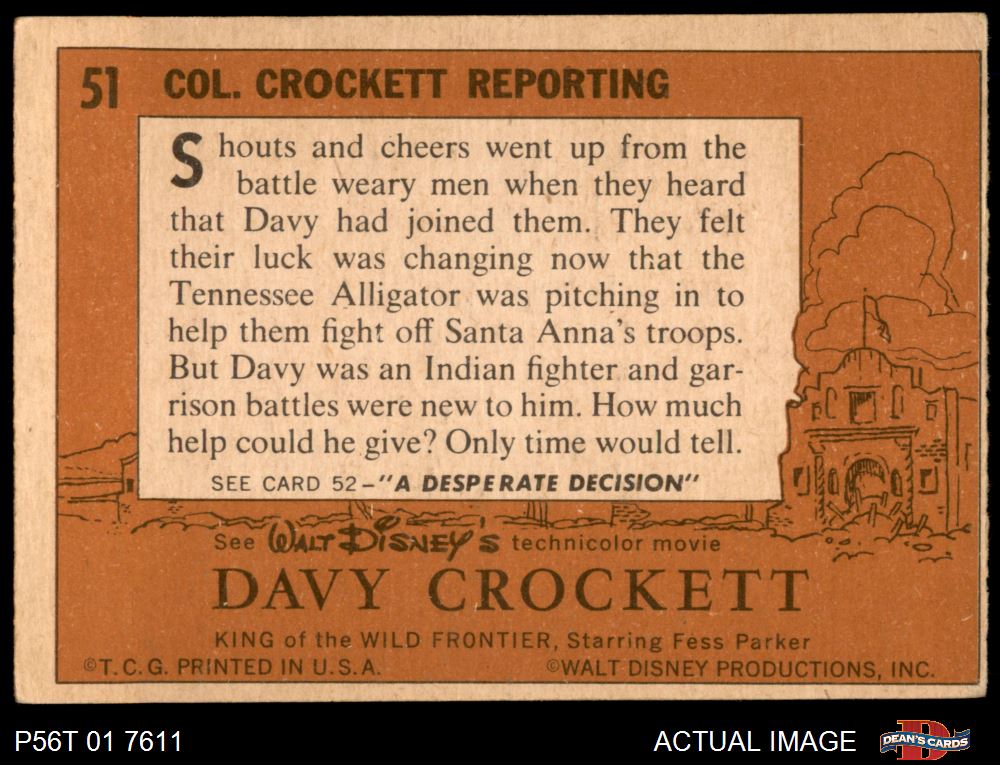 51 COL. CROCKETT REPORTING
Shouts and cheers went up from the
battle weary men when they heard
that Davy had joined them. They felt
their luck was changing now that the
Tennessee Alligator was pitching in to
help them fight off Santa Anna's troops.
But Davy was an Indian fighter and gar-
rison battles were new to him. How much
help could he give? Only time would tell.
SEE CARD 52–"A DESPERATE DECISION"
See WALT DISNEY'S technicolor movie
DAVY CROCKETT
KING of the WILD FRONTIER, Starring Fess Parker
©T.C.G. PRINTED IN U.S.A. ©WALT DISNEY PRODUCTIONS, INC.
P56T 01 7611 ACTUAL IMAGE D DEAN'S CARDS